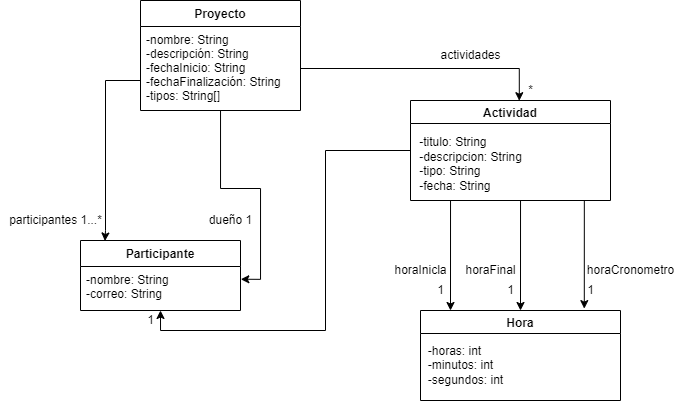 Proyecto
-nombre: String
-descripción: String
-fechaInicio: String
-fechaFinalización: String
-tipos: String[]
actividades
*
Actividad
-titulo: String
-descripcion: String
-tipo: String
-fecha: String
participantes 1...*
dueño 1
Participante
-nombre: String
-correo: String
1
horaInicla
1
horaFinal
1
horaCronometro
1
Hora
-horas: int
-minutos: int
-segundos: int